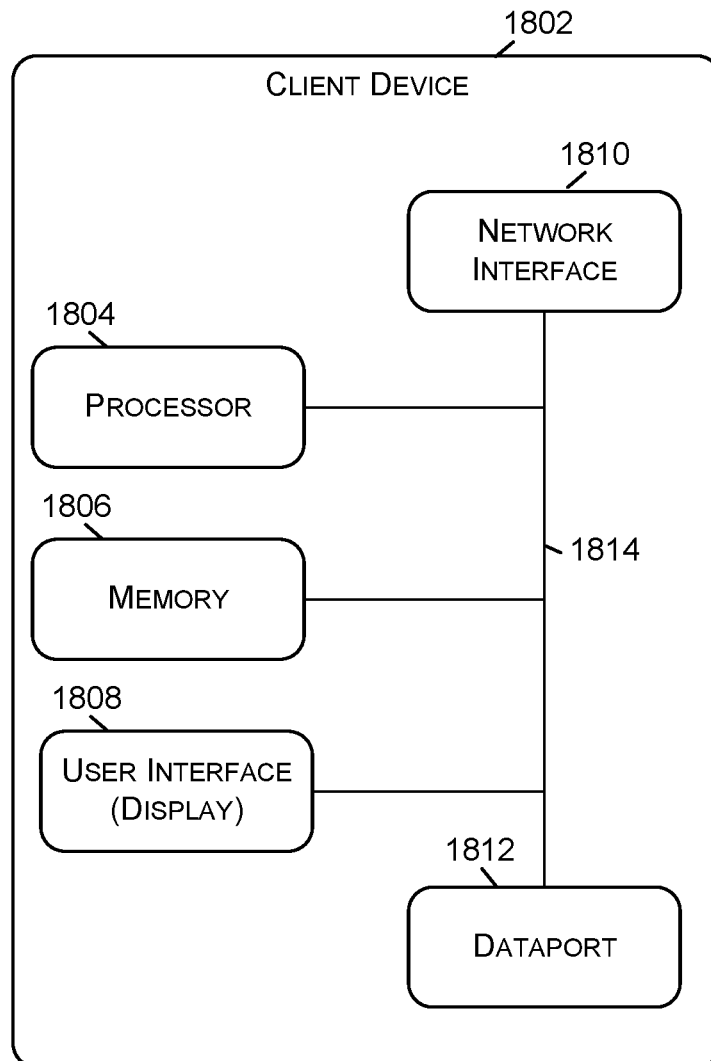 1802
CLIENT DEVICE
1810
NETWORK
INTERFACE
1804
PROCESSOR
1806
MEMORY
1814
1808
USER INTERFACE
(DISPLAY)
1812
DATAPORT